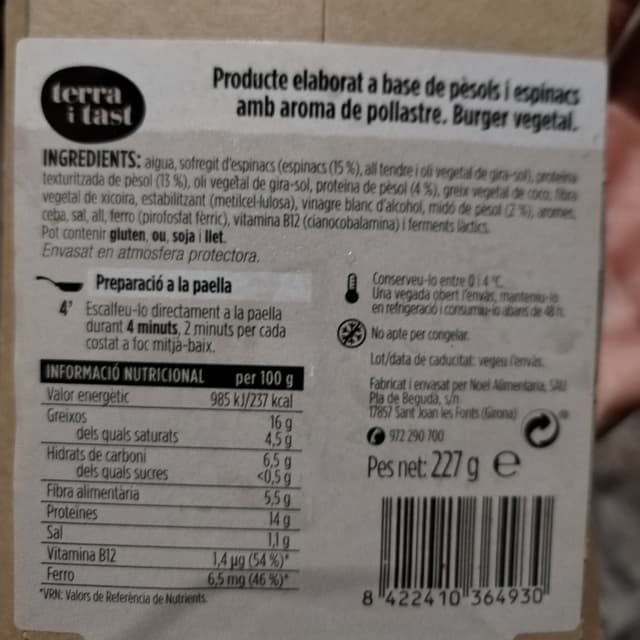 terra
i tast
Producte elaborat a base de pèsols i espinacs
amb aroma de pollastre. Burger vegetal.
INGREDIENTS: aigua, sofregit d'espinacs (espinacs (15 %), all tendre i oli vegetal de gira-sol), proteïna
texturitzada de pèsol (13 %), oli vegetal de gira-sol, proteïna de pèsol (4 %), greix vegetal de coco, fibra
vegetal de xicoira, estabilitzant (metilcel·lulosa), vinagre blanc d'alcohol, midó de pèsol (2 %), aromes,
ceba, sal, all, ferro (pirofosfat fèrric), vitamina B12 (cianocobalamina) i ferments làctics.
Pot contenir gluten, ou, soja i llet.
Envasat en atmosfera protectora.
Preparació a la paella
4' Escalfeu-lo directament a la paella
durant 4 minuts, 2 minuts per cada
costat a foc mitjà-baix.
Conserveu-lo entre 0 i 4 °C.
Una vegada obert l'envàs, manteniu-lo
en refrigeració i consumiu-lo abans de 48 h.
No apte per congelar.
Lot/data de caducitat: vegeu l'envàs.
Fabricat i envasat per Noel Alimentaria, SAU
Pla de Begudà, s/n
17857 Sant Joan les Fonts (Girona)
972 290 700
Pes net: 227 g e
INFORMACIÓ NUTRICIONAL per 100 g
Valor energètic 985 kJ/237 kcal
Greixos 16 g
dels quals saturats 4,5 g
Hidrats de carboni 6,5 g
dels quals sucres <0,5 g
Fibra alimentària 5,5 g
Proteïnes 14 g
Sal 1,1 g
Vitamina B12 1,4 µg (54 %)*
Ferro 6,5 mg (46 %)*
*VRN: Valors de Referència de Nutrients.
8 422410 364930